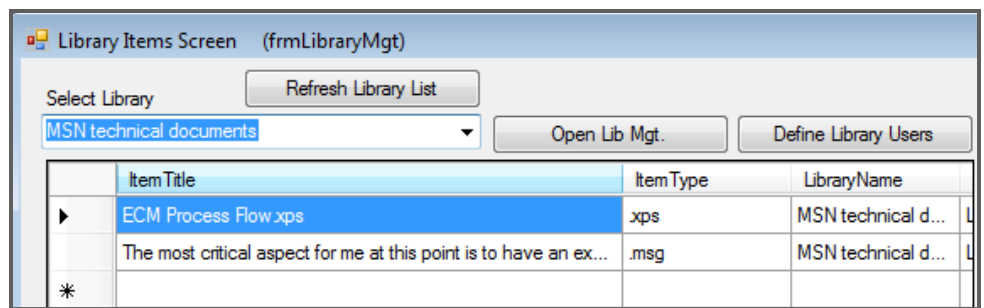 Library Items Screen (frmLibraryMgt)
Refresh Library List
Select Library
MSN technical documents Open Lib Mgt. Define Library Users
ItemTitle ItemType LibraryName
ECM Process Flow.xps .xps MSN technical d... L
The most critical aspect for me at this point is to have an ex... .msg MSN technical d... L